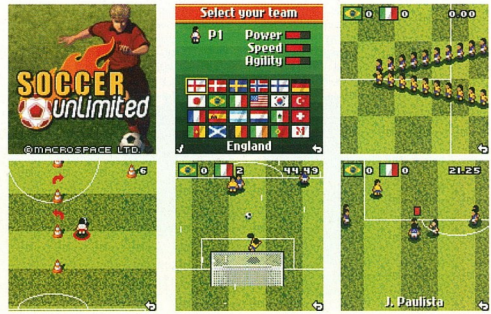 SOCCER
unlimited
©MACROSPACE LTD.
Select your team
P1
Power
Speed
Agility
England
0
0
0.00
6
0
2
44.49
0
0
21.25
J. Paulista